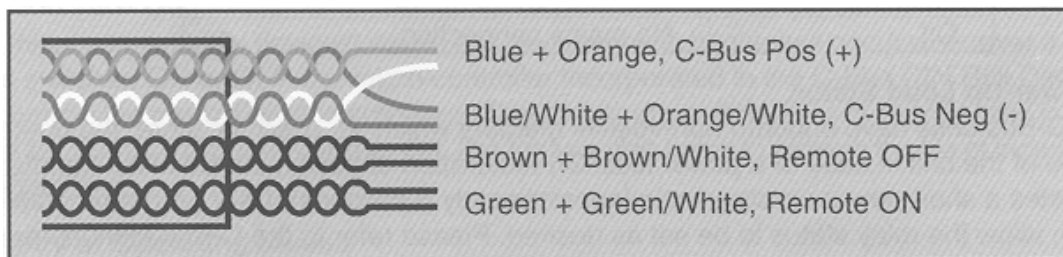 Blue + Orange, C-Bus Pos (+)
Blue/White + Orange/White, C-Bus Neg (-)
Brown + Brown/White, Remote OFF
Green + Green/White, Remote ON